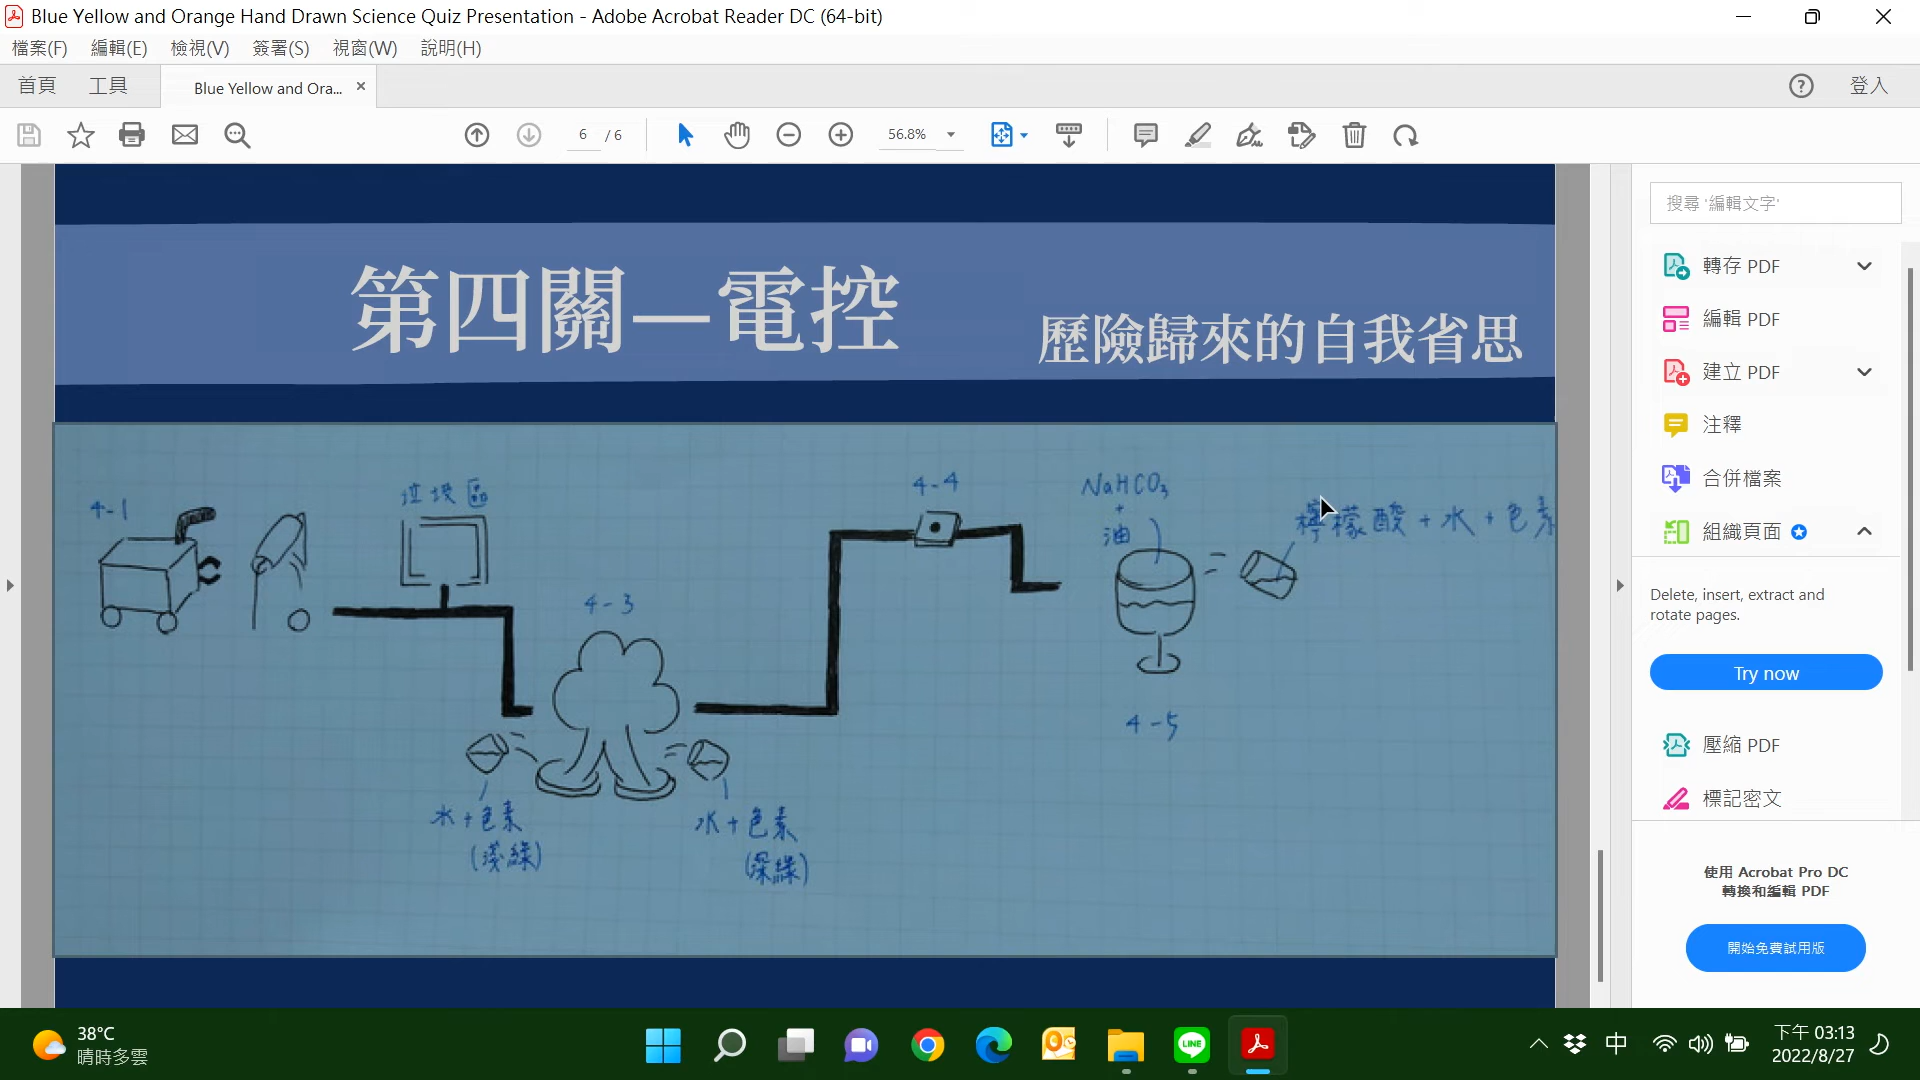 Blue Yellow and Orange Hand Drawn Science Quiz Presentation - Adobe Acrobat Reader DC (64-bit)
檔案(F) 編輯(E) 檢視(V) 簽署(S) 視窗(W) 說明(H)
首頁 工具 Blue Yellow and Ora... × 登入
6 / 6 56.8%
第四關—電控
歷險歸來的自我省思
4-1
垃圾區
4-3
4-4
NaHCO3
+
油
檸檬酸+水+色素
4-5
水+色素
(淺綠)
水+色素
(深綠)
搜尋 '編輯文字'
轉存 PDF
編輯 PDF
建立 PDF
注釋
合併檔案
組織頁面
Delete, insert, extract and
rotate pages.
Try now
壓縮 PDF
標記密文
使用 Acrobat Pro DC
轉換和編輯 PDF
開始免費試用版
38°C
晴時多雲
LINE
中
下午 03:13
2022/8/27